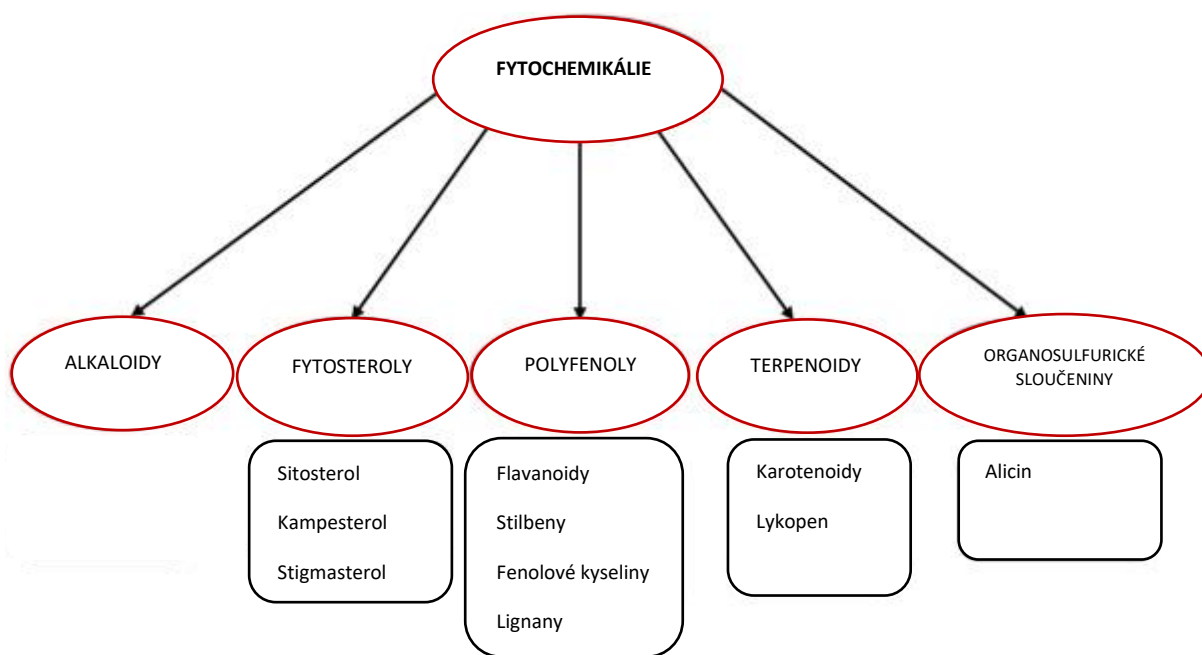 FYTOCHEMIKÁLIE
ALKALOIDY
FYTOSTEROLY
POLYFENOLY
TERPENOIDY
ORGANOSULFURICKÉ
SLOUČENINY
Sitosterol
Kampesterol
Stigmasterol
Flavanoidy
Stilbeny
Fenolové kyseliny
Lignany
Karotenoidy
Lykopen
Alicin